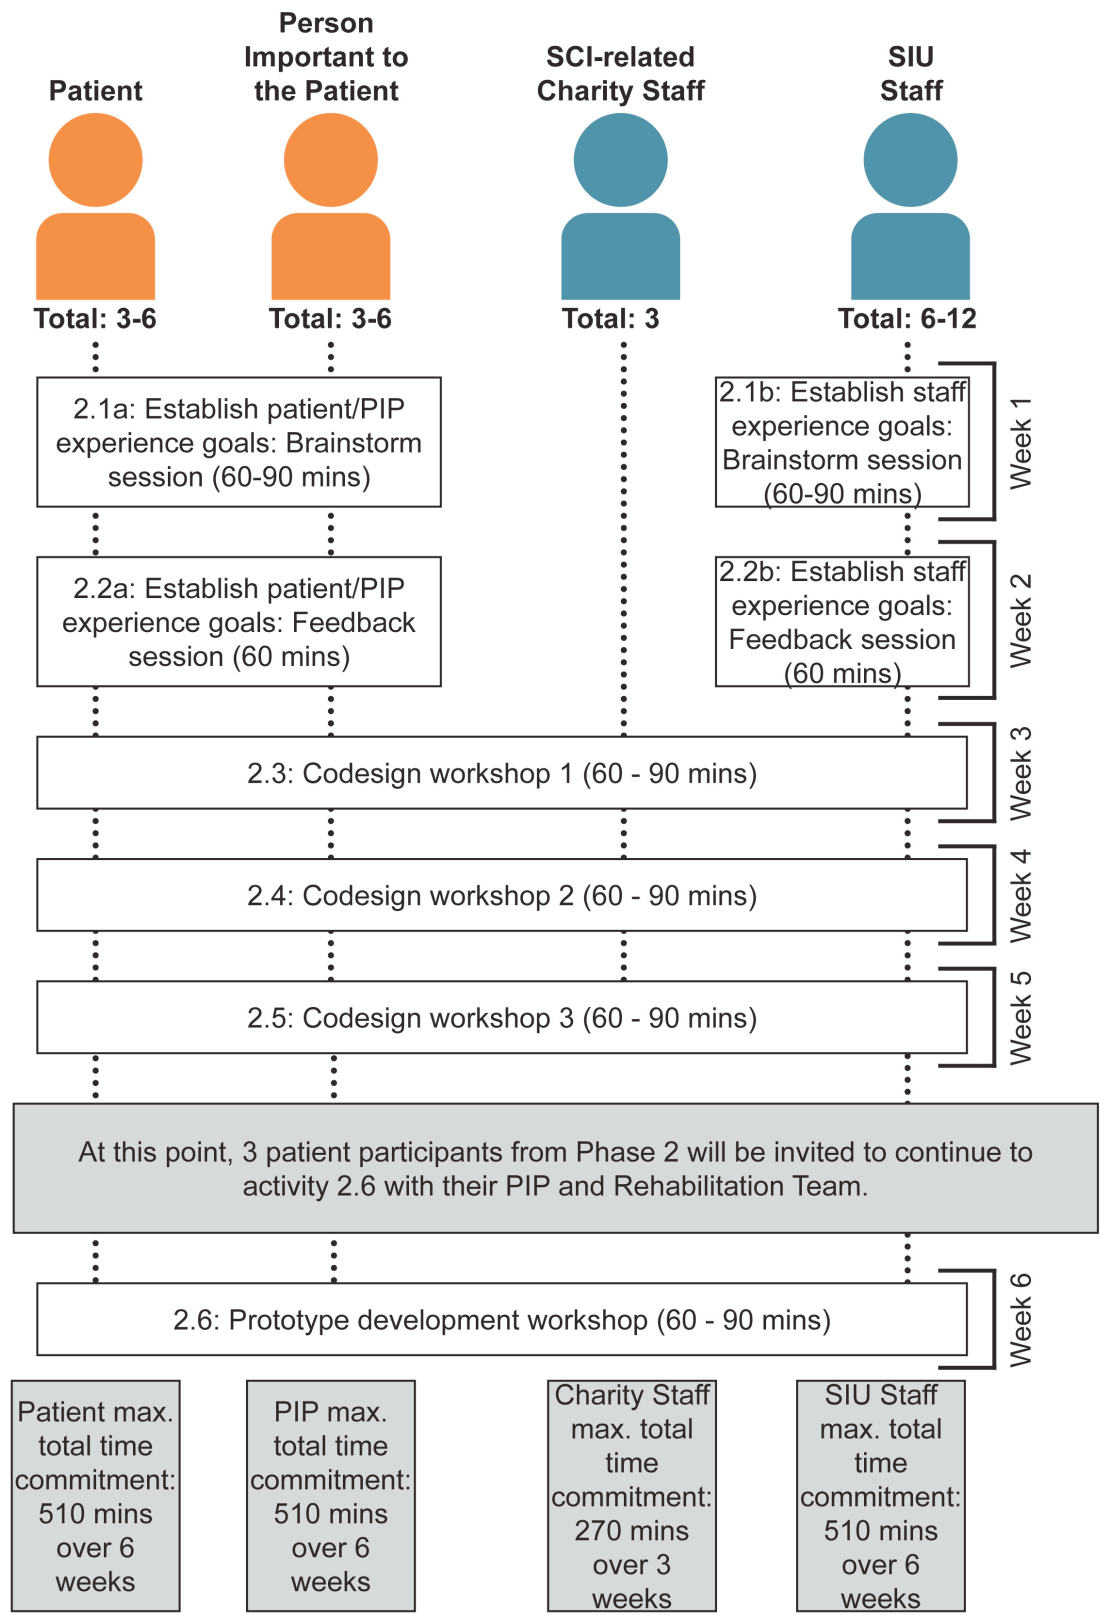 Patient
Person
Important to
the Patient
SCI-related
Charity Staff
SIU
Staff
Total: 3-6
Total: 3-6
Total: 3
Total: 6-12
2.1a: Establish patient/PIP
experience goals: Brainstorm
session (60-90 mins)
2.1b: Establish staff
experience goals:
Brainstorm session
(60-90 mins)
Week 1
2.2a: Establish patient/PIP
experience goals: Feedback
session (60 mins)
2.2b: Establish staff
experience goals:
Feedback session
(60 mins)
Week 2
2.3: Codesign workshop 1 (60 - 90 mins)
Week 3
2.4: Codesign workshop 2 (60 - 90 mins)
Week 4
2.5: Codesign workshop 3 (60 - 90 mins)
Week 5
At this point, 3 patient participants from Phase 2 will be invited to continue to
activity 2.6 with their PIP and Rehabilitation Team.
2.6: Prototype development workshop (60 - 90 mins)
Week 6
Patient max.
total time
commitment:
510 mins
over 6
weeks
PIP max.
total time
commitment:
510 mins
over 6
weeks
Charity Staff
max. total
time
commitment:
270 mins
over 3
weeks
SIU Staff
max. total
time
commitment:
510 mins
over 6
weeks